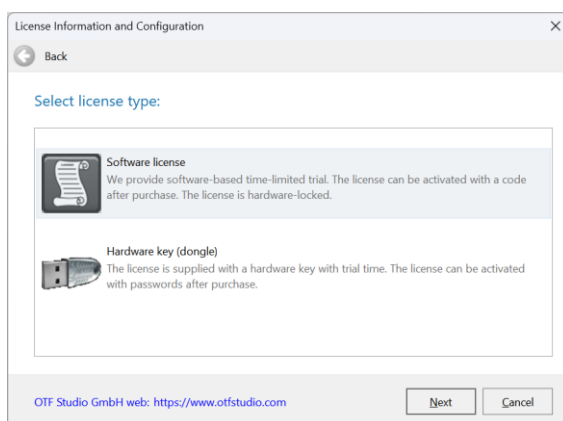 License Information and Configuration
Back
Select license type:
Software license
We provide software-based time-limited trial. The license can be activated with a code
after purchase. The license is hardware-locked.
Hardware key (dongle)
The license is supplied with a hardware key with trial time. The license can be activated
with passwords after purchase.
OTF Studio GmbH web: https://www.otfstudio.com
Next
Cancel